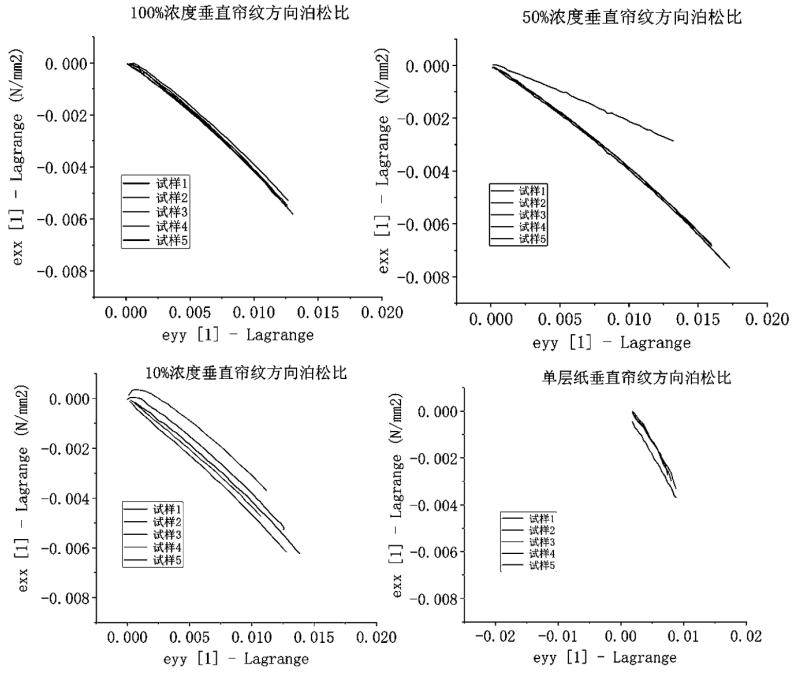 100%浓度垂直帘纹方向泊松比
exx [1] - Lagrange (N/mm2)
0.000
-0.002
-0.004
-0.006
-0.008
试样1
试样2
试样3
试样4
试样5
0.000 0.005 0.010 0.015 0.020
eyy [1] - Lagrange
50%浓度垂直帘纹方向泊松比
exx [1] - Lagrange (N/mm2)
0.000
-0.002
-0.004
-0.006
-0.008
试样1
试样2
试样3
试样4
试样5
0.000 0.005 0.010 0.015 0.020
eyy [1] - Lagrange
10%浓度垂直帘纹方向泊松比
exx [1] - Lagrange (N/mm2)
0.000
-0.002
-0.004
-0.006
-0.008
试样1
试样2
试样3
试样4
试样5
0.000 0.005 0.010 0.015 0.020
eyy [1] - Lagrange
单层纸垂直帘纹方向泊松比
exx [1] - Lagrange (N/mm2)
0.000
-0.002
-0.004
-0.006
-0.008
试样1
试样2
试样3
试样4
试样5
-0.02 -0.01 0.00 0.01 0.02
eyy [1] - Lagrange